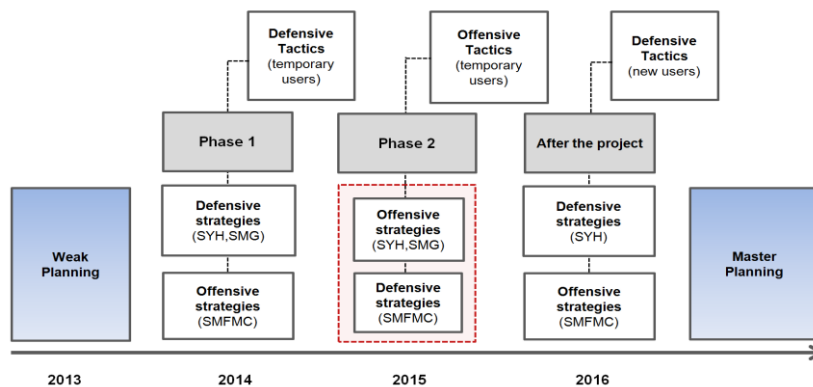 Defensive
Tactics
(temporary
users)
Offensive
Tactics
(temporary
users)
Defensive
Tactics
(new users)
Phase 1
Phase 2
After the project
Weak
Planning
Defensive
strategies
(SYH,SMG)
Offensive
strategies
(SMFMC)
Offensive
strategies
(SYH,SMG)
Defensive
strategies
(SMFMC)
Defensive
strategies
(SYH)
Offensive
strategies
(SMFMC)
Master
Planning
2013
2014
2015
2016